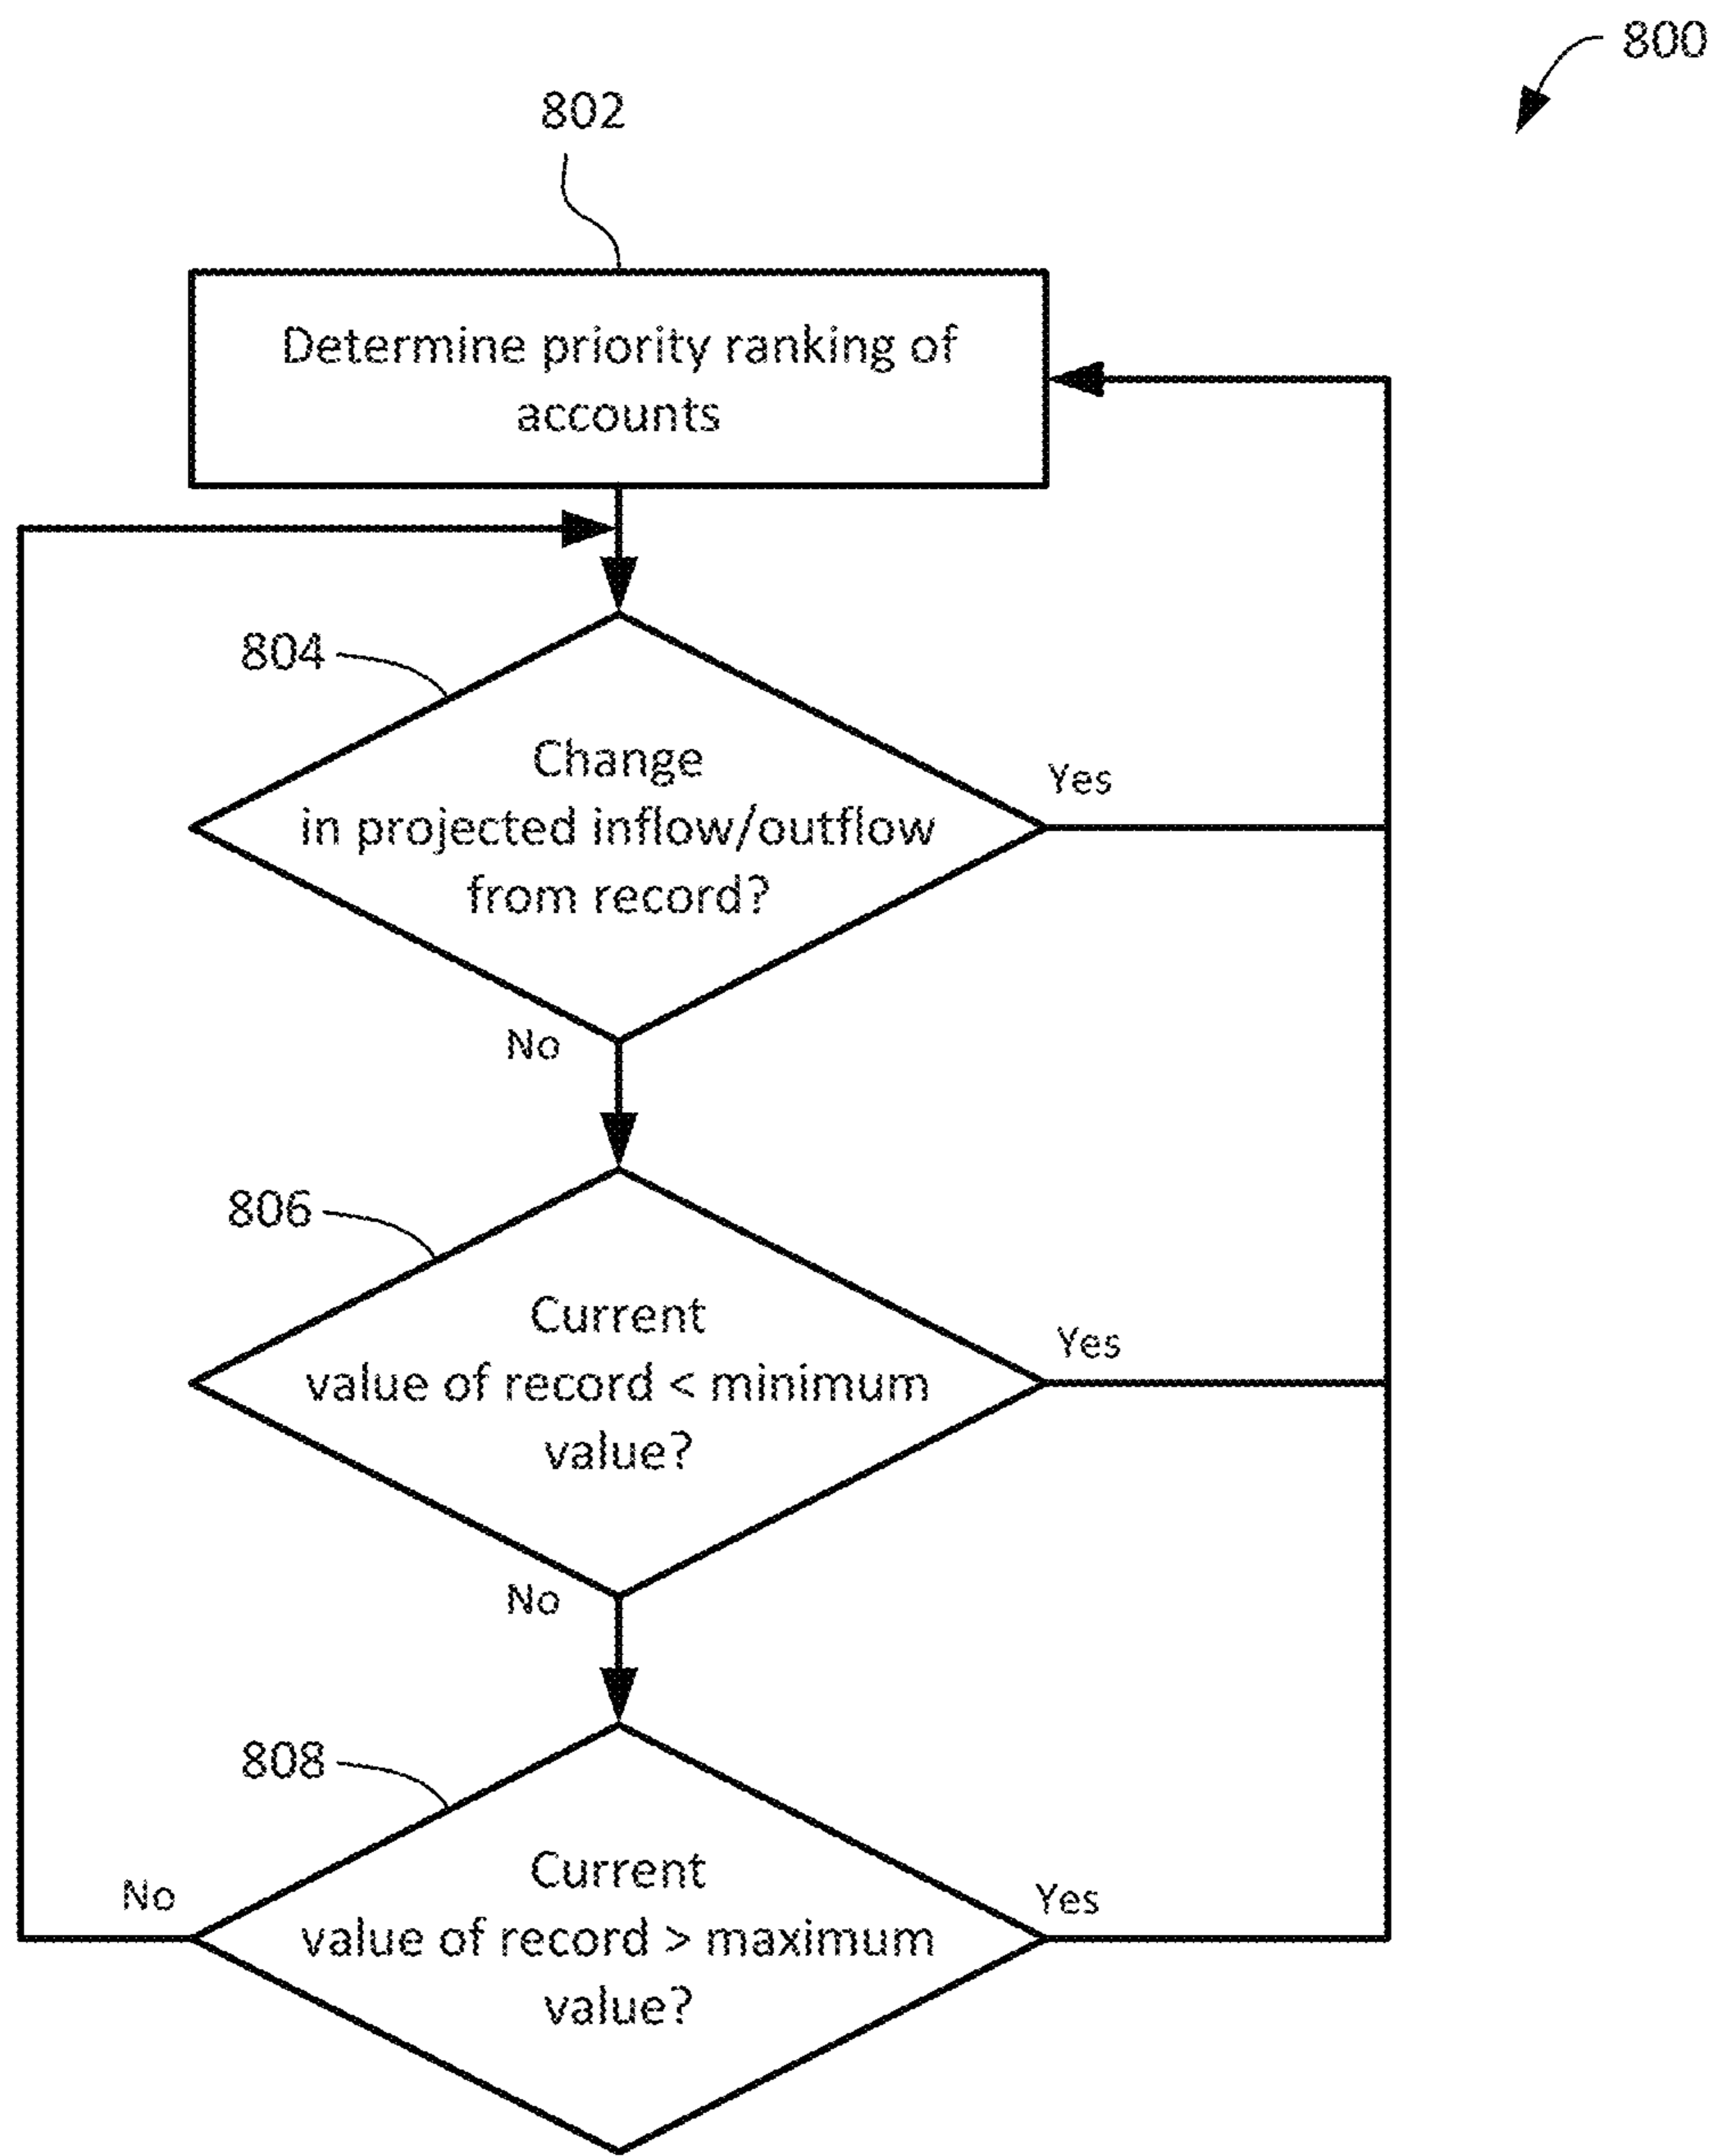 800
802
Determine priority ranking of
accounts
804
Change
in projected inflow/outflow
from record?
Yes
No
806
Current
value of record < minimum
value?
Yes
No
808
Current
value of record > maximum
value?
No
Yes